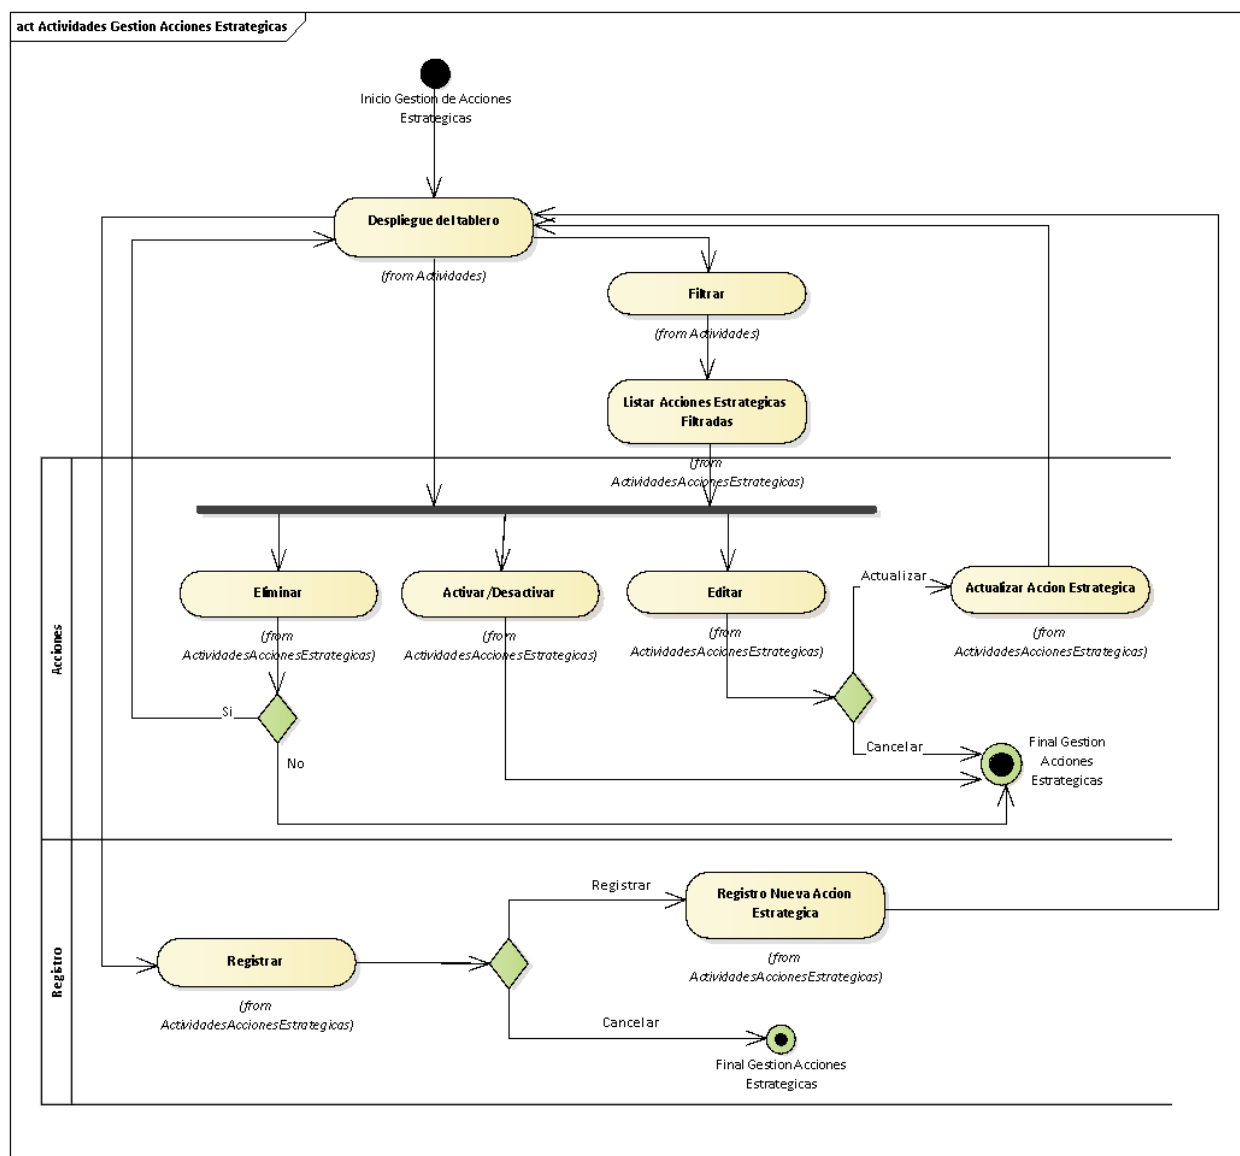 act Actividades Gestion Acciones Estrategicas
Inicio Gestion de Acciones
Estrategicas
Despliegue del tablero
(from Actividades)
Filtrar
(from Actividades)
Listar Acciones Estrategicas
Filtradas
(from
ActividadesAccionesEstrategicas)
Acciones
Eliminar
(from
ActividadesAccionesEstrategicas)
Activar/Desactivar
(from
ActividadesAccionesEstrategicas)
Editar
(from
ActividadesAccionesEstrategicas)
Actualizar
Actualizar Accion Estrategica
(from
ActividadesAccionesEstrategicas)
Si
No
Cancelar
Final Gestion
Acciones
Estrategicas
Registro
Registrar
(from
ActividadesAccionesEstrategicas)
Registrar
Registro Nueva Accion
Estrategica
(from
ActividadesAccionesEstrategicas)
Cancelar
Final Gestion Acciones
Estrategicas